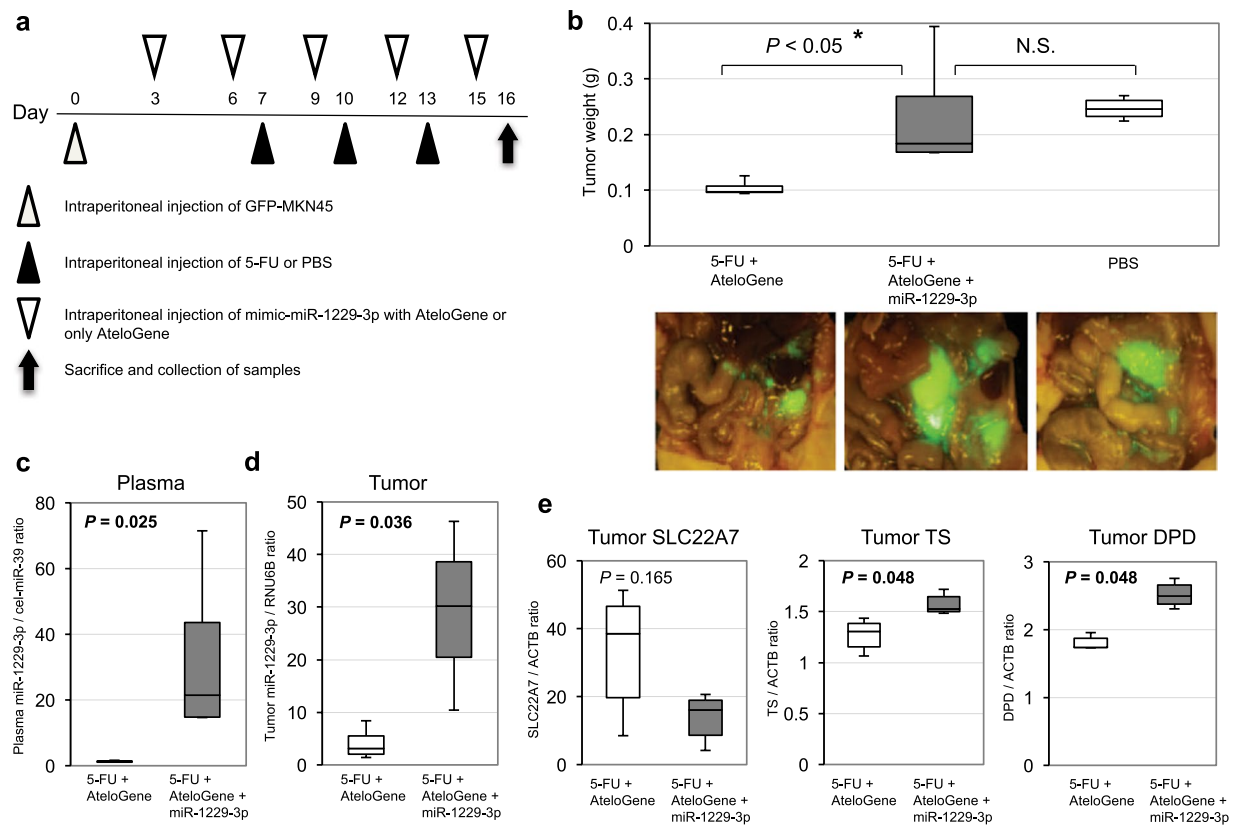 a
3 6 9 12 15
Day 0 7 10 13 16
Intraperitoneal injection of GFP-MKN45
Intraperitoneal injection of 5-FU or PBS
Intraperitoneal injection of mimic-miR-1229-3p with AteloGene or
only AteloGene
Sacrifice and collection of samples
b
Tumor weight (g)
0.4
0.3
0.2
0.1
0
P < 0.05 *
N.S.
5-FU +
AteloGene
5-FU +
AteloGene +
miR-1229-3p
PBS
c
Plasma
Plasma miR-1229-3p / cel-miR-39 ratio
80
60
40
20
0
P = 0.025
5-FU +
AteloGene
5-FU +
AteloGene +
miR-1229-3p
d
Tumor
Tumor miR-1229-3p / RNU6B ratio
50
40
30
20
10
0
P = 0.036
5-FU +
AteloGene
5-FU +
AteloGene +
miR-1229-3p
e
Tumor SLC22A7
SLC22A7 / ACTB ratio
60
40
20
0
P = 0.165
5-FU +
AteloGene
5-FU +
AteloGene +
miR-1229-3p
Tumor TS
TS / ACTB ratio
2
1.5
1
0.5
0
P = 0.048
5-FU +
AteloGene
5-FU +
AteloGene +
miR-1229-3p
Tumor DPD
DPD / ACTB ratio
3
2
1
0
P = 0.048
5-FU +
AteloGene
5-FU +
AteloGene +
miR-1229-3p